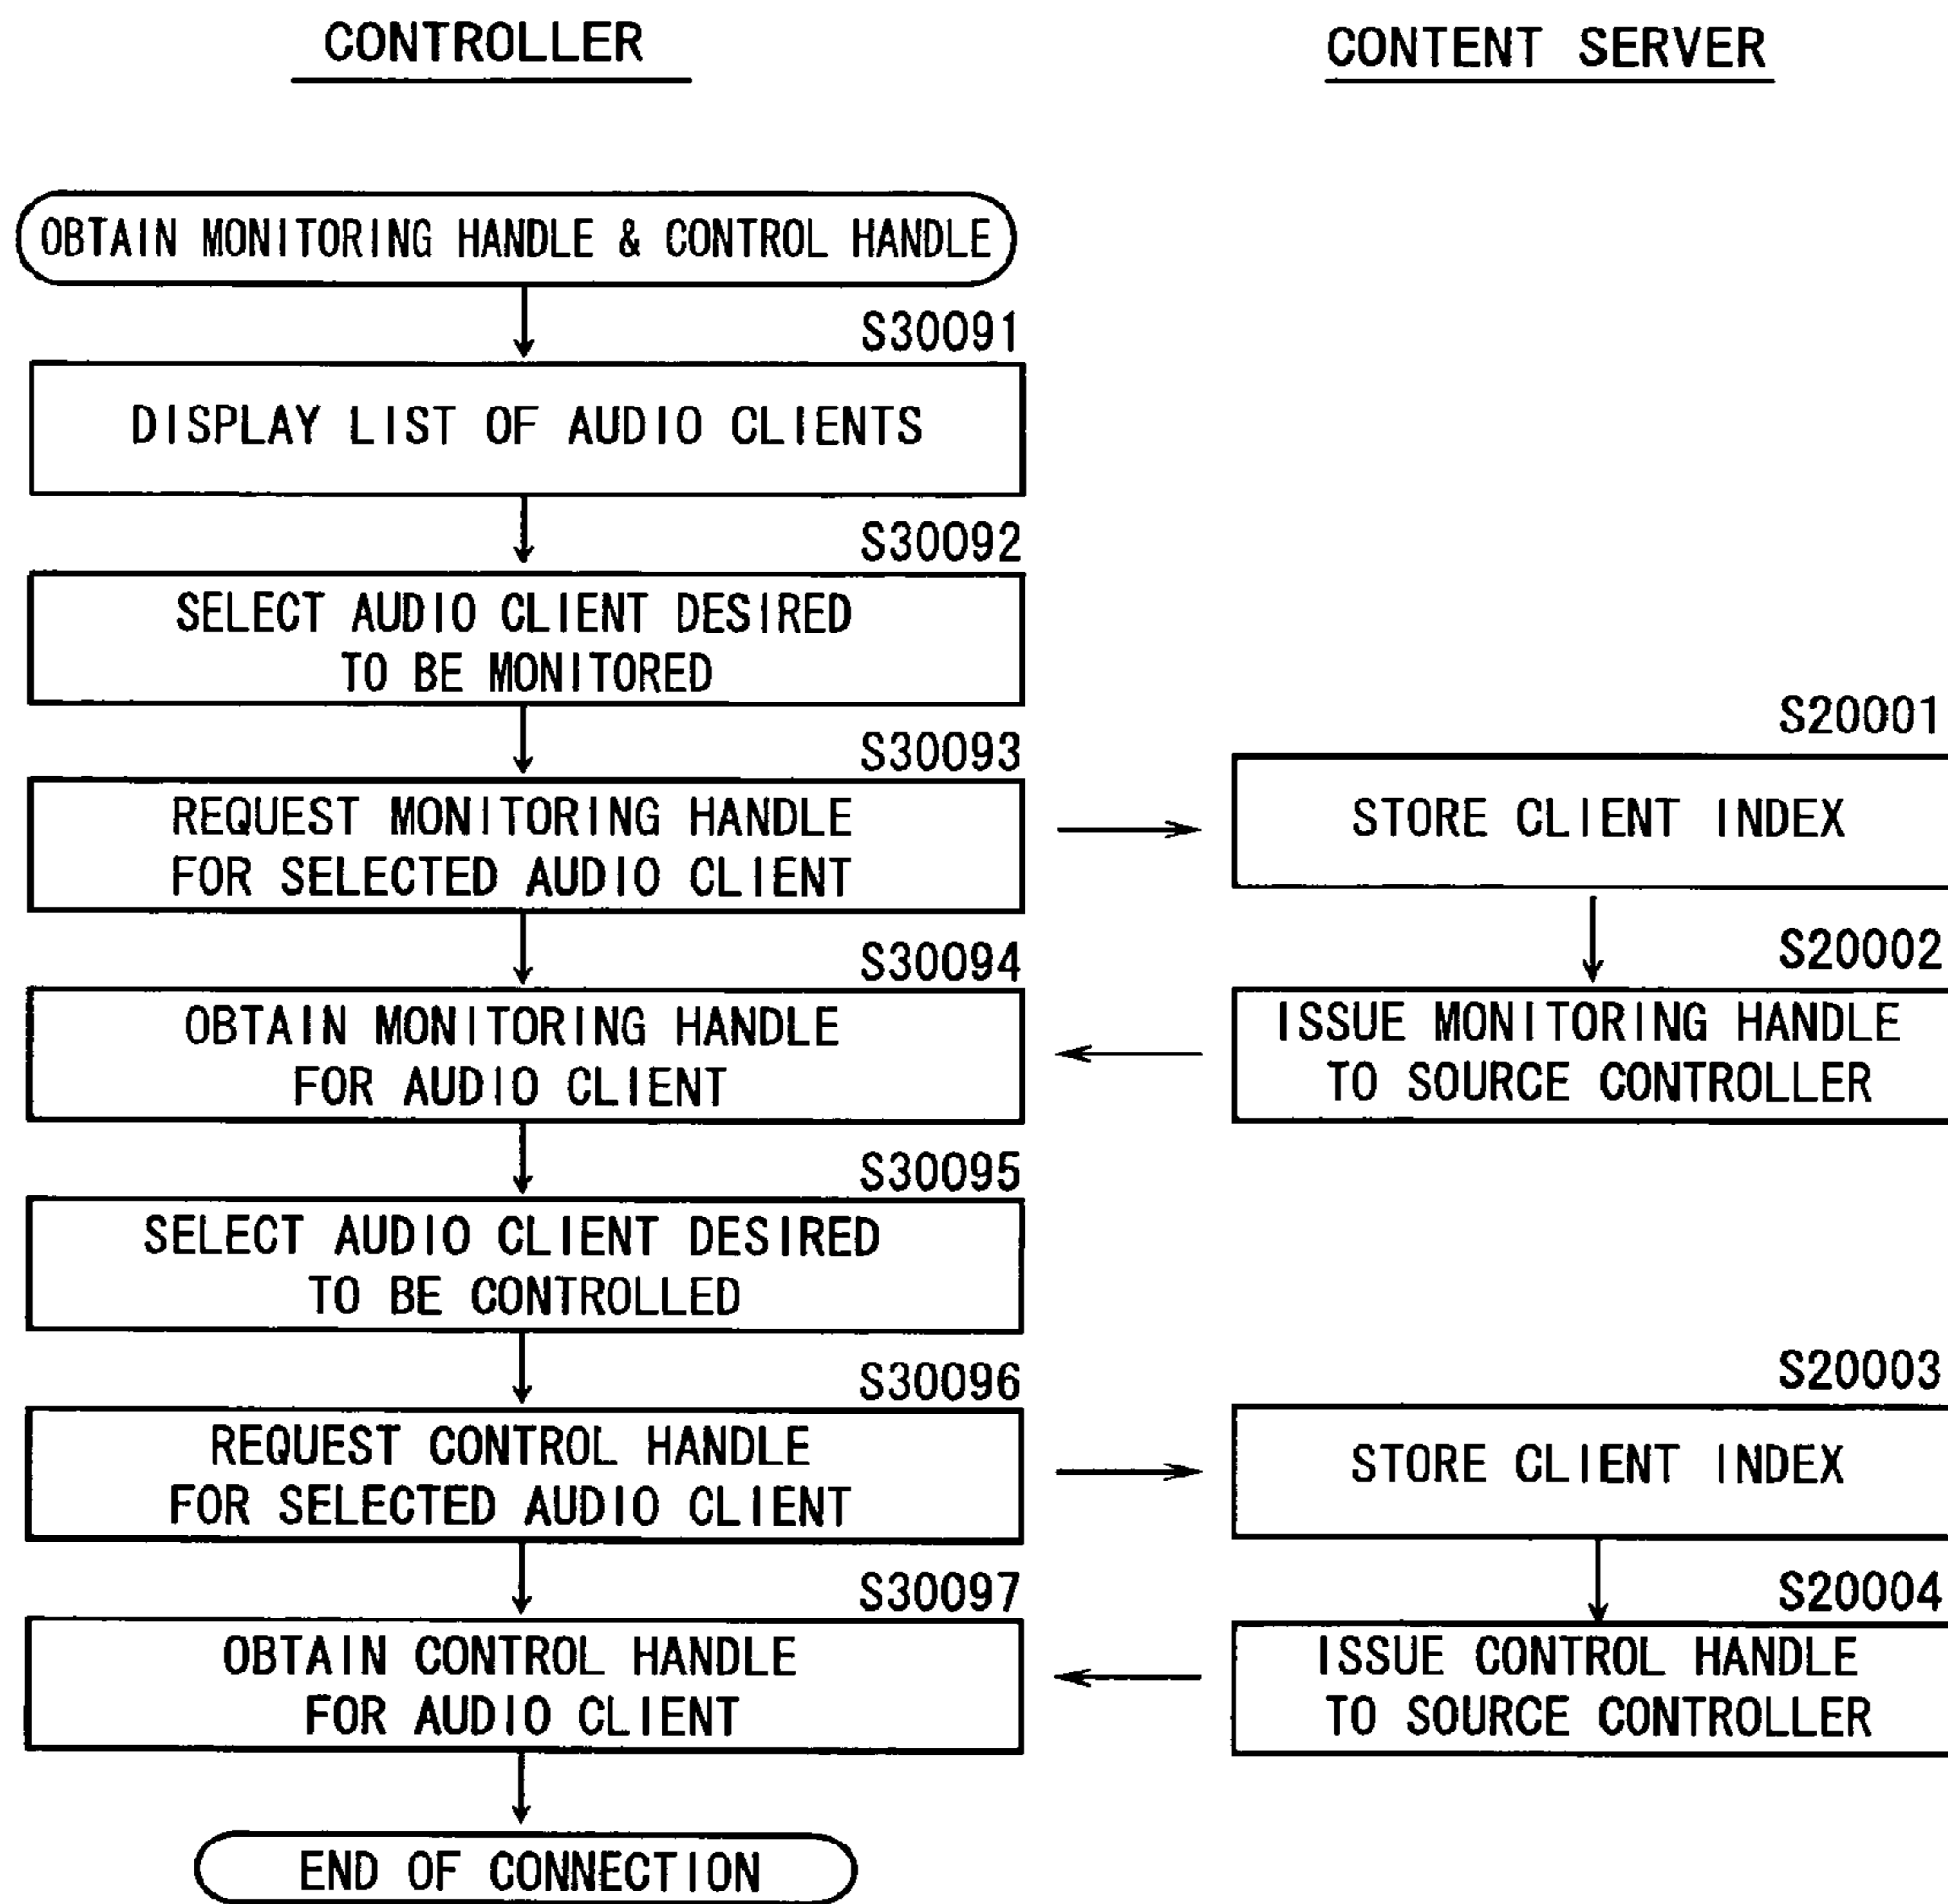 CONTROLLER
CONTENT SERVER
OBTAIN MONITORING HANDLE & CONTROL HANDLE
S30091
DISPLAY LIST OF AUDIO CLIENTS
S30092
SELECT AUDIO CLIENT DESIRED
TO BE MONITORED
S30093
REQUEST MONITORING HANDLE
FOR SELECTED AUDIO CLIENT
S20001
STORE CLIENT INDEX
S20002
ISSUE MONITORING HANDLE
TO SOURCE CONTROLLER
S30094
OBTAIN MONITORING HANDLE
FOR AUDIO CLIENT
S30095
SELECT AUDIO CLIENT DESIRED
TO BE CONTROLLED
S30096
REQUEST CONTROL HANDLE
FOR SELECTED AUDIO CLIENT
S20003
STORE CLIENT INDEX
S20004
ISSUE CONTROL HANDLE
TO SOURCE CONTROLLER
S30097
OBTAIN CONTROL HANDLE
FOR AUDIO CLIENT
END OF CONNECTION